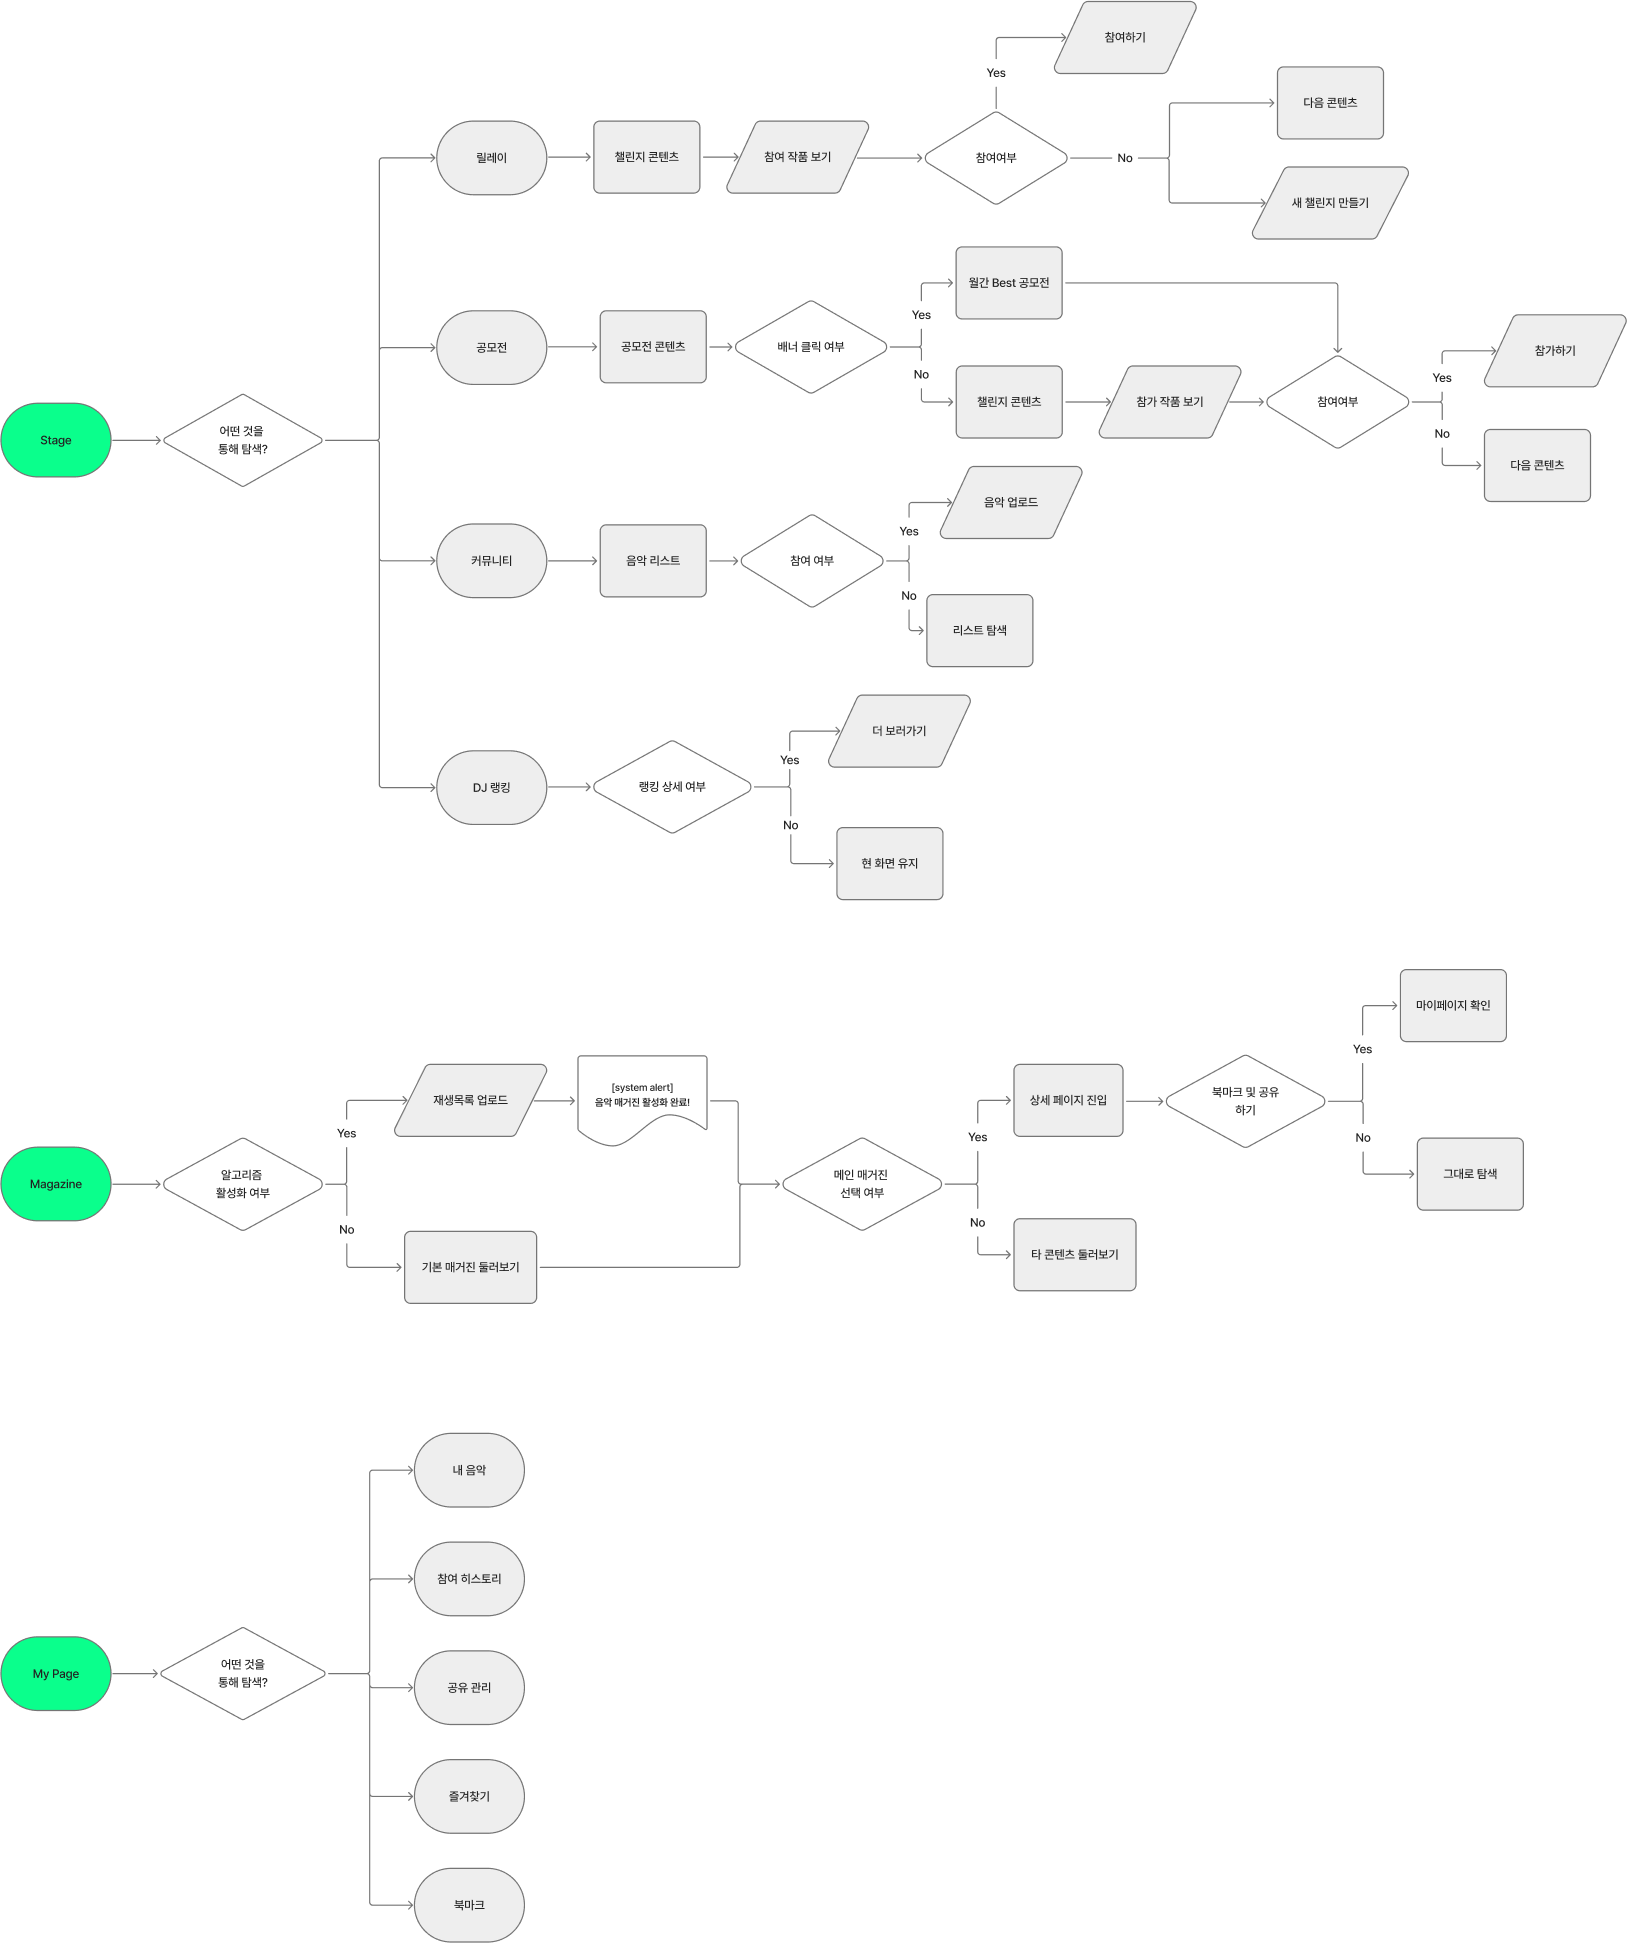 Stage
어떤 것을
통해 탐색?
릴레이
챌린지 콘텐츠
참여 작품 보기
참여여부
Yes
참여하기
No
다음 콘텐츠
새 챌린지 만들기
공모전
공모전 콘텐츠
배너 클릭 여부
Yes
월간 Best 공모전
No
챌린지 콘텐츠
참가 작품 보기
참여여부
Yes
참가하기
No
다음 콘텐츠
커뮤니티
음악 리스트
참여 여부
Yes
음악 업로드
No
리스트 탐색
DJ 랭킹
랭킹 상세 여부
Yes
더 보러가기
No
현 화면 유지
Magazine
알고리즘
활성화 여부
Yes
재생목록 업로드
[system alert]
음악 매거진 활성화 완료!
No
기본 매거진 둘러보기
메인 매거진
선택 여부
Yes
상세 페이지 진입
북마크 및 공유
하기
Yes
마이페이지 확인
No
그대로 탐색
No
타 콘텐츠 둘러보기
My Page
어떤 것을
통해 탐색?
내 음악
참여 히스토리
공유 관리
즐겨찾기
북마크